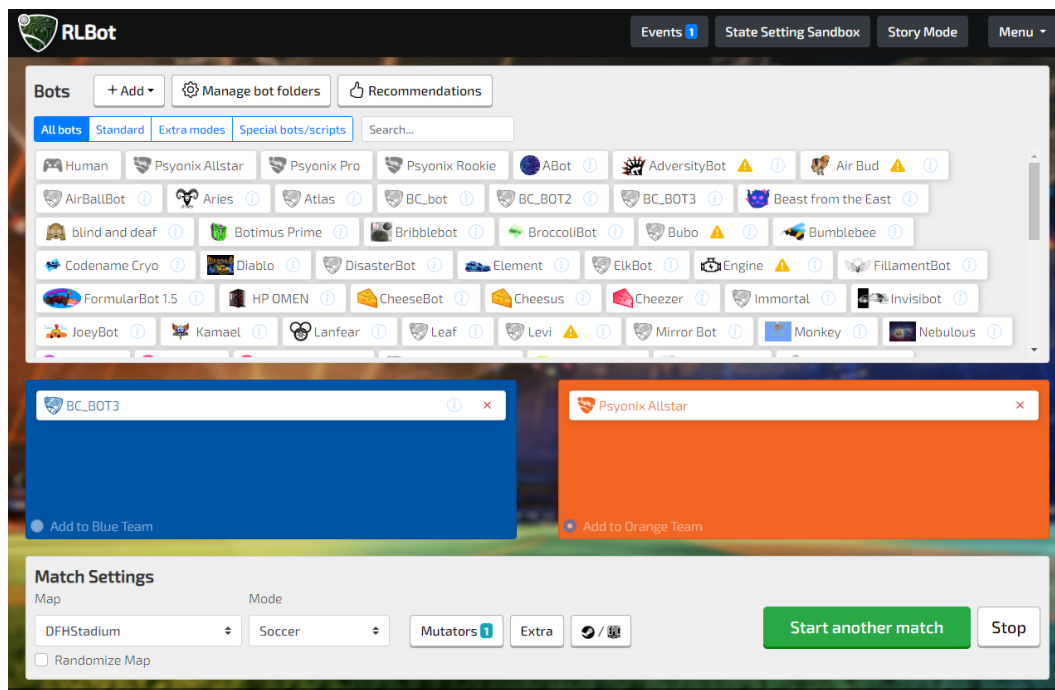 RLBot
Events 1 State Setting Sandbox Story Mode Menu
Bots + Add Manage bot folders Recommendations
All bots Standard Extra modes Special bots/scripts Search...
Human Psyonix Allstar Psyonix Pro Psyonix Rookie ABot AdversityBot Air Bud
AirBallBot Aries Atlas BC_bot BC_BOT2 BC_BOT3 Beast from the East
blind and deaf Botimus Prime Bribblebot BroccoliBot Bubo Bumblebee
Codename Cryo Diablo DisasterBot Element ElkBot Engine FillamentBot
FormularBot 1.5 HP OMEN CheeseBot Cheesus Cheezer Immortal Invisibot
JoeyBot Kamael Lanfear Leaf Levi Mirror Bot Monkey Nebulous
BC_BOT3
Add to Blue Team
Psyonix Allstar
Add to Orange Team
Match Settings
Map Mode
DFHStadium Soccer Mutators 1 Extra / Start another match Stop
Randomize Map